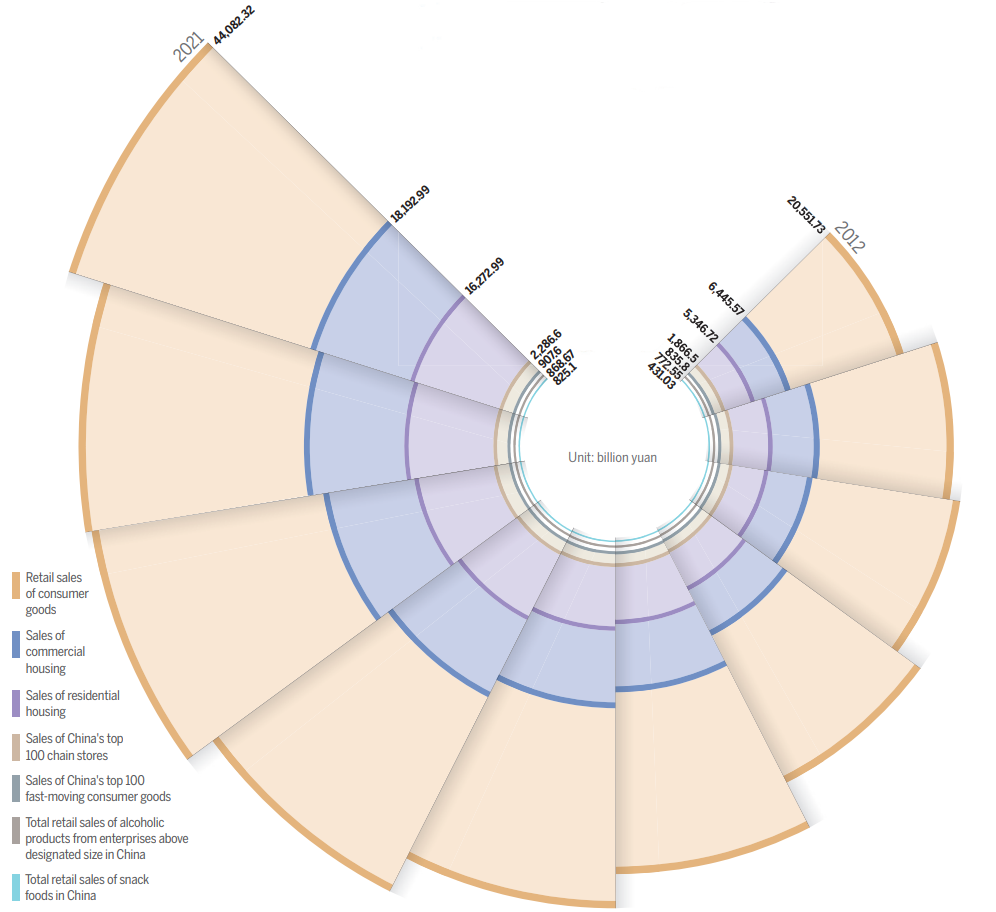 2021
44,082.32
18,192.99
16,272.99
2,286.6
907.6
868.67
825.1
2012
20,551.73
6,445.57
5,346.72
1,866.5
835.8
772.55
431.03
Unit: billion yuan
Retail sales
of consumer
goods
Sales of
commercial
housing
Sales of residential
housing
Sales of China's top
100 chain stores
Sales of China's top 100
fast-moving consumer goods
Total retail sales of alcoholic
products from enterprises above
designated size in China
Total retail sales of snack
foods in China